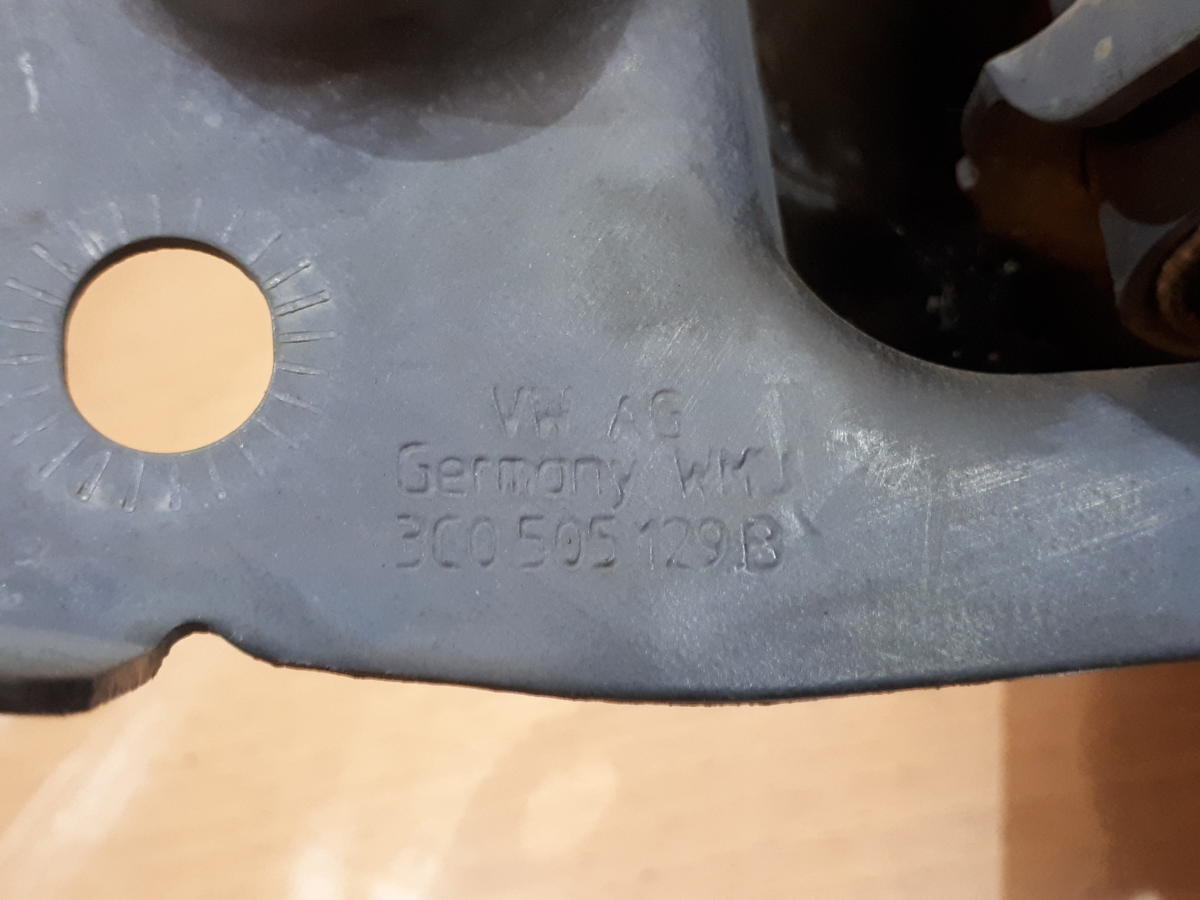 VW AG
Germany WKJ
3C0 505 129 B